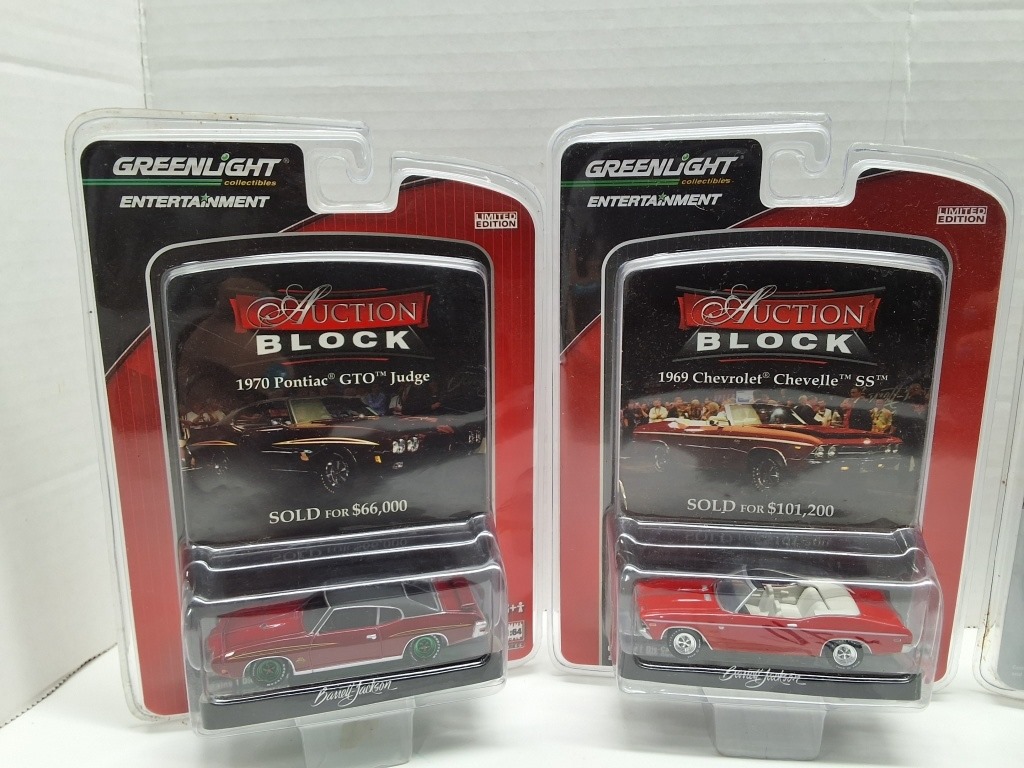 GREENLIGHT®
collectibles
ENTERTAINMENT
LIMITED
EDITION
AUCTION
BLOCK
1970 Pontiac® GTO™ Judge
SOLD FOR $66,000
Barrett-Jackson
GREENLIGHT
collectibles
ENTERTAINMENT
LIMITED
EDITION
AUCTION
BLOCK
1969 Chevrolet® Chevelle™ SS™
SOLD FOR $101,200
Barrett-Jackson